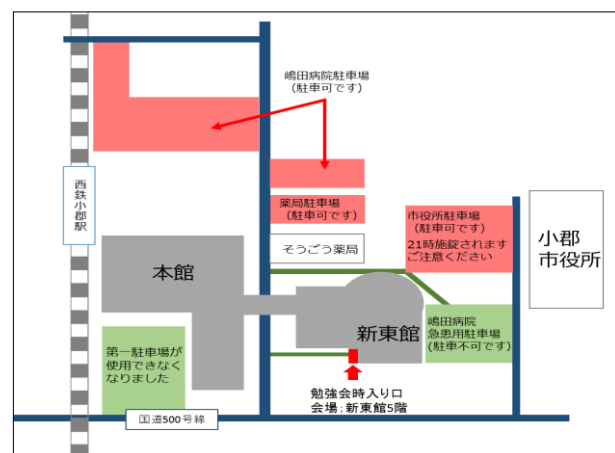 嶋田病院駐車場
(駐車可です)
西鉄小郡駅
薬局駐車場
(駐車可です)
市役所駐車場
(駐車可です)
21時施錠されます
ご注意ください
小郡
市役所
そうごう薬局
本館
新東館
嶋田病院
急患用駐車場
(駐車不可です)
第一駐車場が
使用できなく
なりました
勉強会時入り口
会場;新東館5階
国道500号線